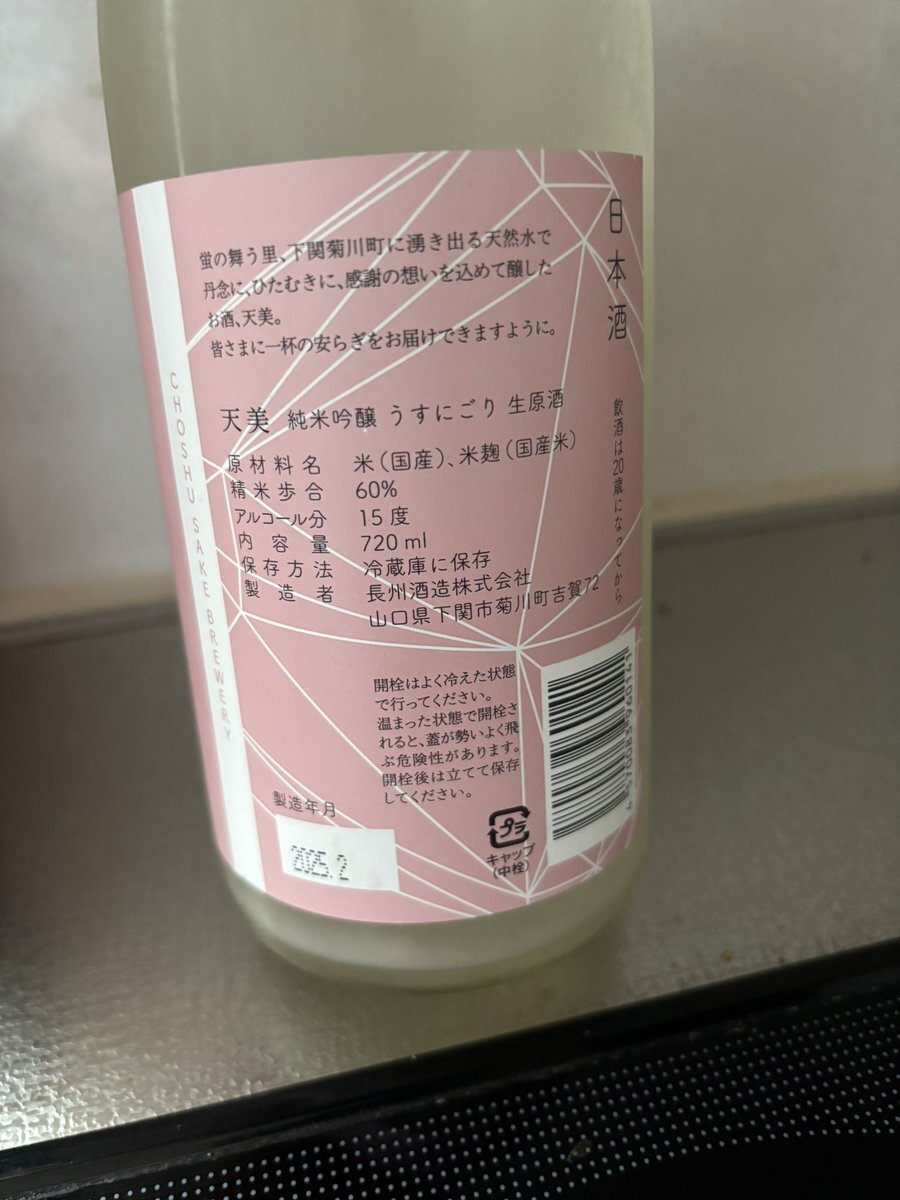 蛍の舞う里、下関菊川町に湧き出る天然水で
丹念に、ひたむきに、感謝の想いを込めて醸した
お酒、天美。
皆さまに一杯の安らぎをお届けできますように。
日本酒
飲酒は20歳になってから
CHOSHU SAKE BREWERY
天美 純米吟醸 うすにごり 生原酒
原材料名 米(国産)、米麹(国産米)
精米歩合 60%
アルコール分 15度
内容量 720ml
保存方法 冷蔵庫に保存
製造者 長州酒造株式会社
山口県下関市菊川町吉賀72
開栓はよく冷えた状態
で行ってください。
温まった状態で開栓さ
れると、蓋が勢いよく飛
ぶ危険性があります。
開栓後は立てて保存
してください。
製造年月
2025.2
プラ
キャップ
(中栓)